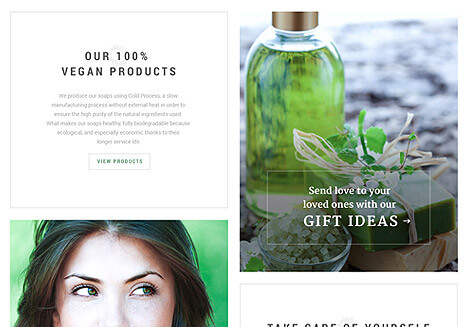 OUR 100%
VEGAN PRODUCTS
We produce our soaps using Cold Process, a slow
manufacturing process without external heat in order to
ensure the high purity of the natural ingredients used.
What makes our soaps healthy, fully biodegradable because
ecological, and especially economic thanks to their
longer service life.
VIEW PRODUCTS
Send love to your
loved ones with our
GIFT IDEAS →
TAKE CARE OF YOURSELF